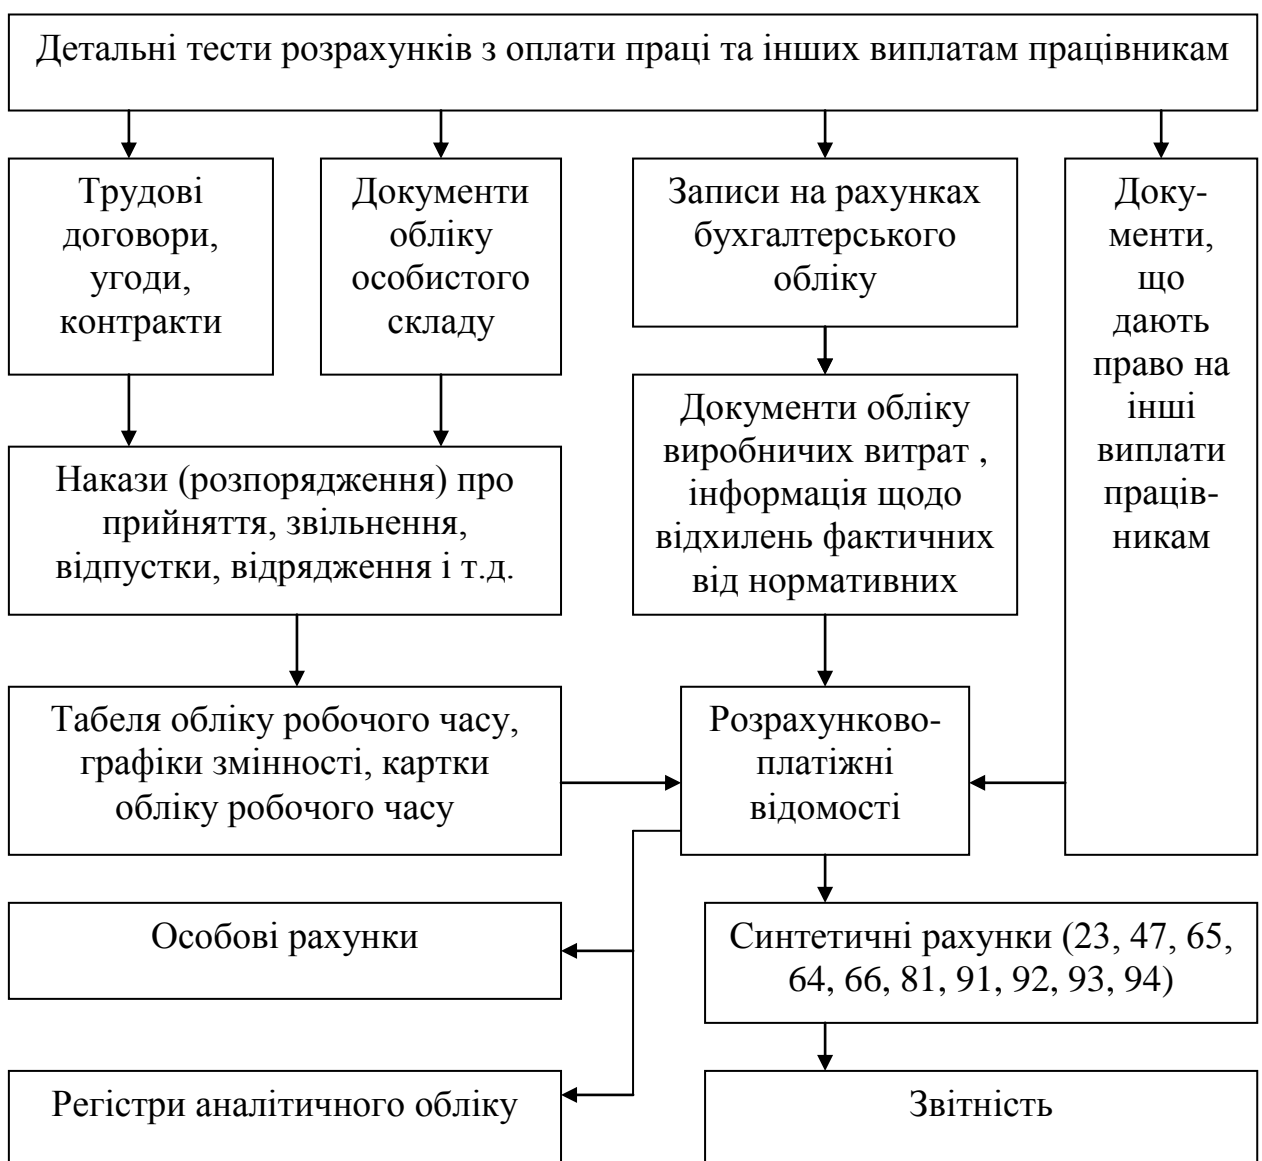 Детальні тести розрахунків з оплати праці та інших виплатам працівникам
Трудові
договори,
угоди,
контракти
Документи
обліку
особистого
складу
Записи на рахунках
бухгалтерського
обліку
Доку-
менти,
що
дають
право на
інші
виплати
праців-
никам
Документи обліку
виробничих витрат ,
інформація щодо
відхилень фактичних
від нормативних
Накази (розпорядження) про
прийняття, звільнення,
відпустки, відрядження і т.д.
Табеля обліку робочого часу,
графіки змінності, картки
обліку робочого часу
Розрахунково-
платіжні
відомості
Особові рахунки
Синтетичні рахунки (23, 47, 65,
64, 66, 81, 91, 92, 93, 94)
Регістри аналітичного обліку
Звітність